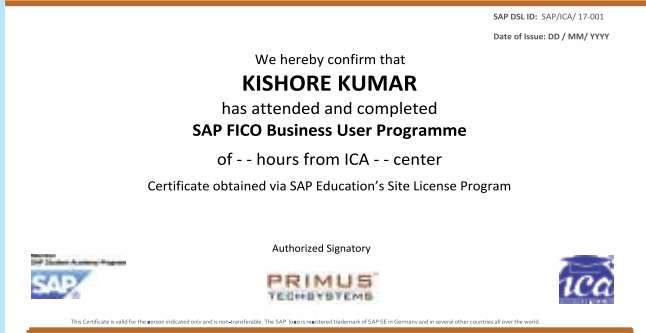 SAP DSL ID: SAP/ICA/ 17-001
Date of Issue: DD / MM/ YYYY
We hereby confirm that
KISHORE KUMAR
has attended and completed
SAP FICO Business User Programme
of - - hours from ICA - - center
Certificate obtained via SAP Education's Site License Program
Authorized Signatory
SAP Student Academy Program
SAP
PRIMUS
TECHSYSTEMS
ica
This Certificate is valid for the person indicated only and is non-transferable. The SAP logo is registered trademark of SAP SE in Germany and in several other countries all over the world.